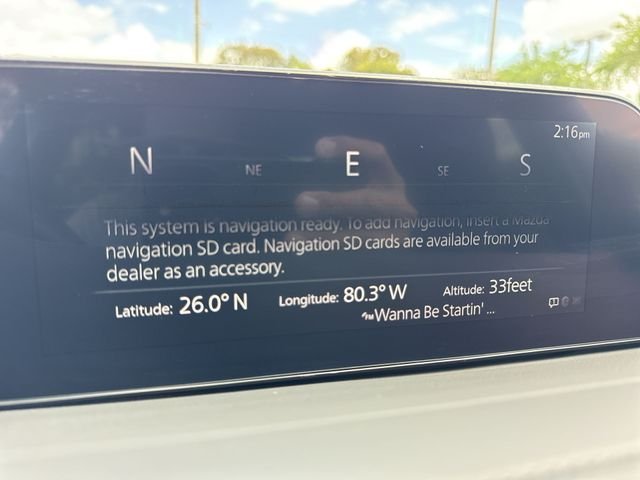 2:16pm
N NE E SE S
This system is navigation ready. To add navigation, insert a Mazda
navigation SD card. Navigation SD cards are available from your
dealer as an accessory.
Latitude: 26.0° N Longitude: 80.3° W Altitude: 33feet
Wanna Be Startin' ...